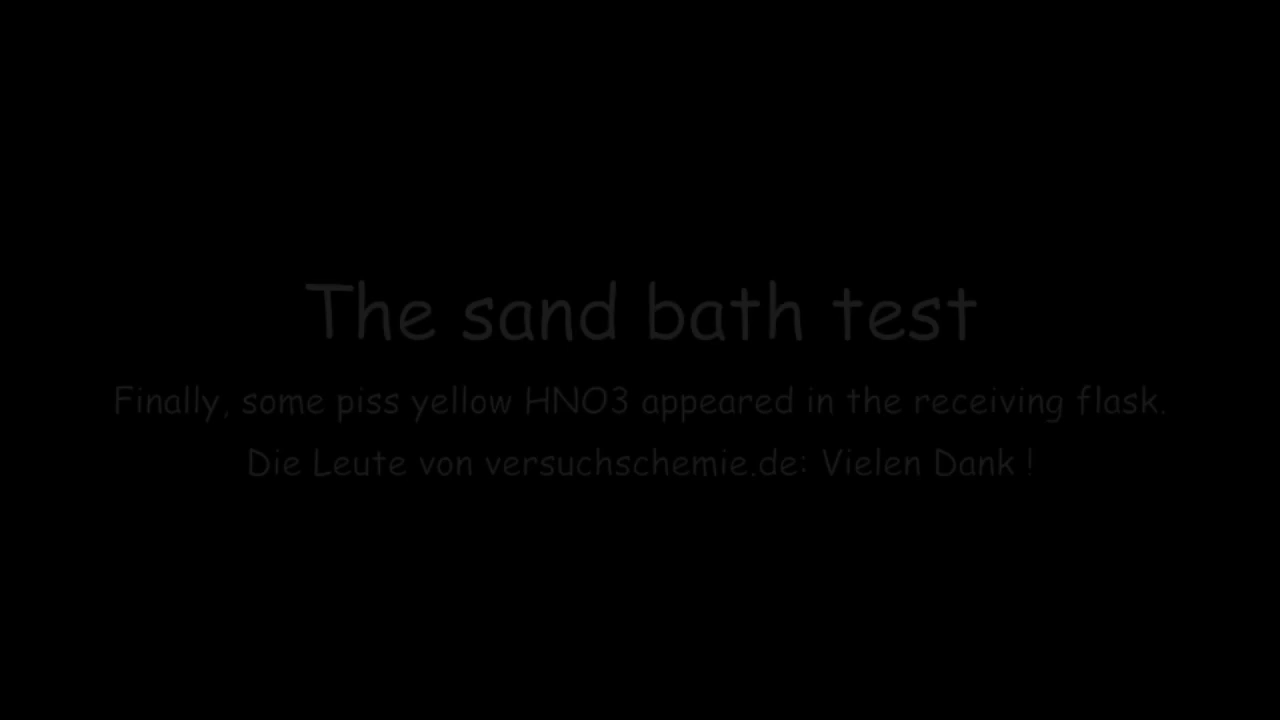 The sand bath test
Finally, some piss yellow HNO3 appeared in the receiving flask.
Die Leute von versuchschemie.de: Vielen Dank !